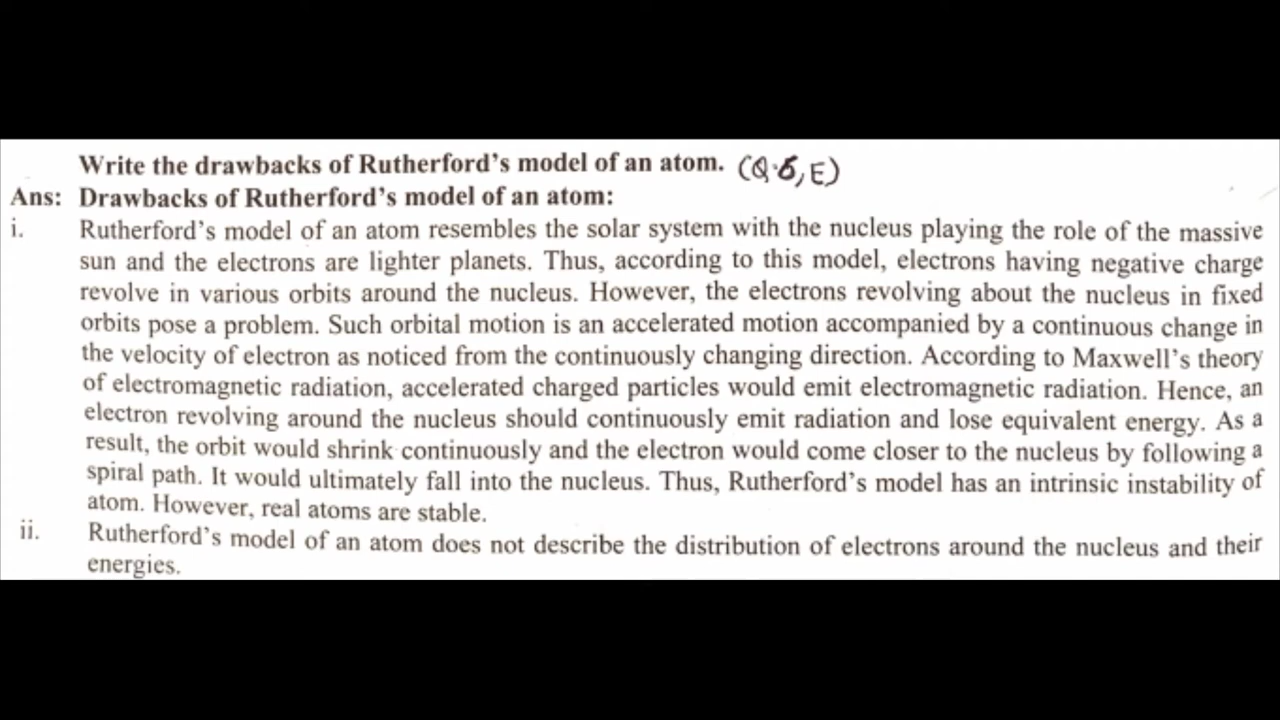 Write the drawbacks of Rutherford's model of an atom. (Q.6, E)
Ans: Drawbacks of Rutherford's model of an atom:
i. Rutherford's model of an atom resembles the solar system with the nucleus playing the role of the massive
sun and the electrons are lighter planets. Thus, according to this model, electrons having negative charge
revolve in various orbits around the nucleus. However, the electrons revolving about the nucleus in fixed
orbits pose a problem. Such orbital motion is an accelerated motion accompanied by a continuous change in
the velocity of electron as noticed from the continuously changing direction. According to Maxwell's theory
of electromagnetic radiation, accelerated charged particles would emit electromagnetic radiation. Hence, an
electron revolving around the nucleus should continuously emit radiation and lose equivalent energy. As a
result, the orbit would shrink continuously and the electron would come closer to the nucleus by following a
spiral path. It would ultimately fall into the nucleus. Thus, Rutherford's model has an intrinsic instability of
atom. However, real atoms are stable.
ii. Rutherford's model of an atom does not describe the distribution of electrons around the nucleus and their
energies.